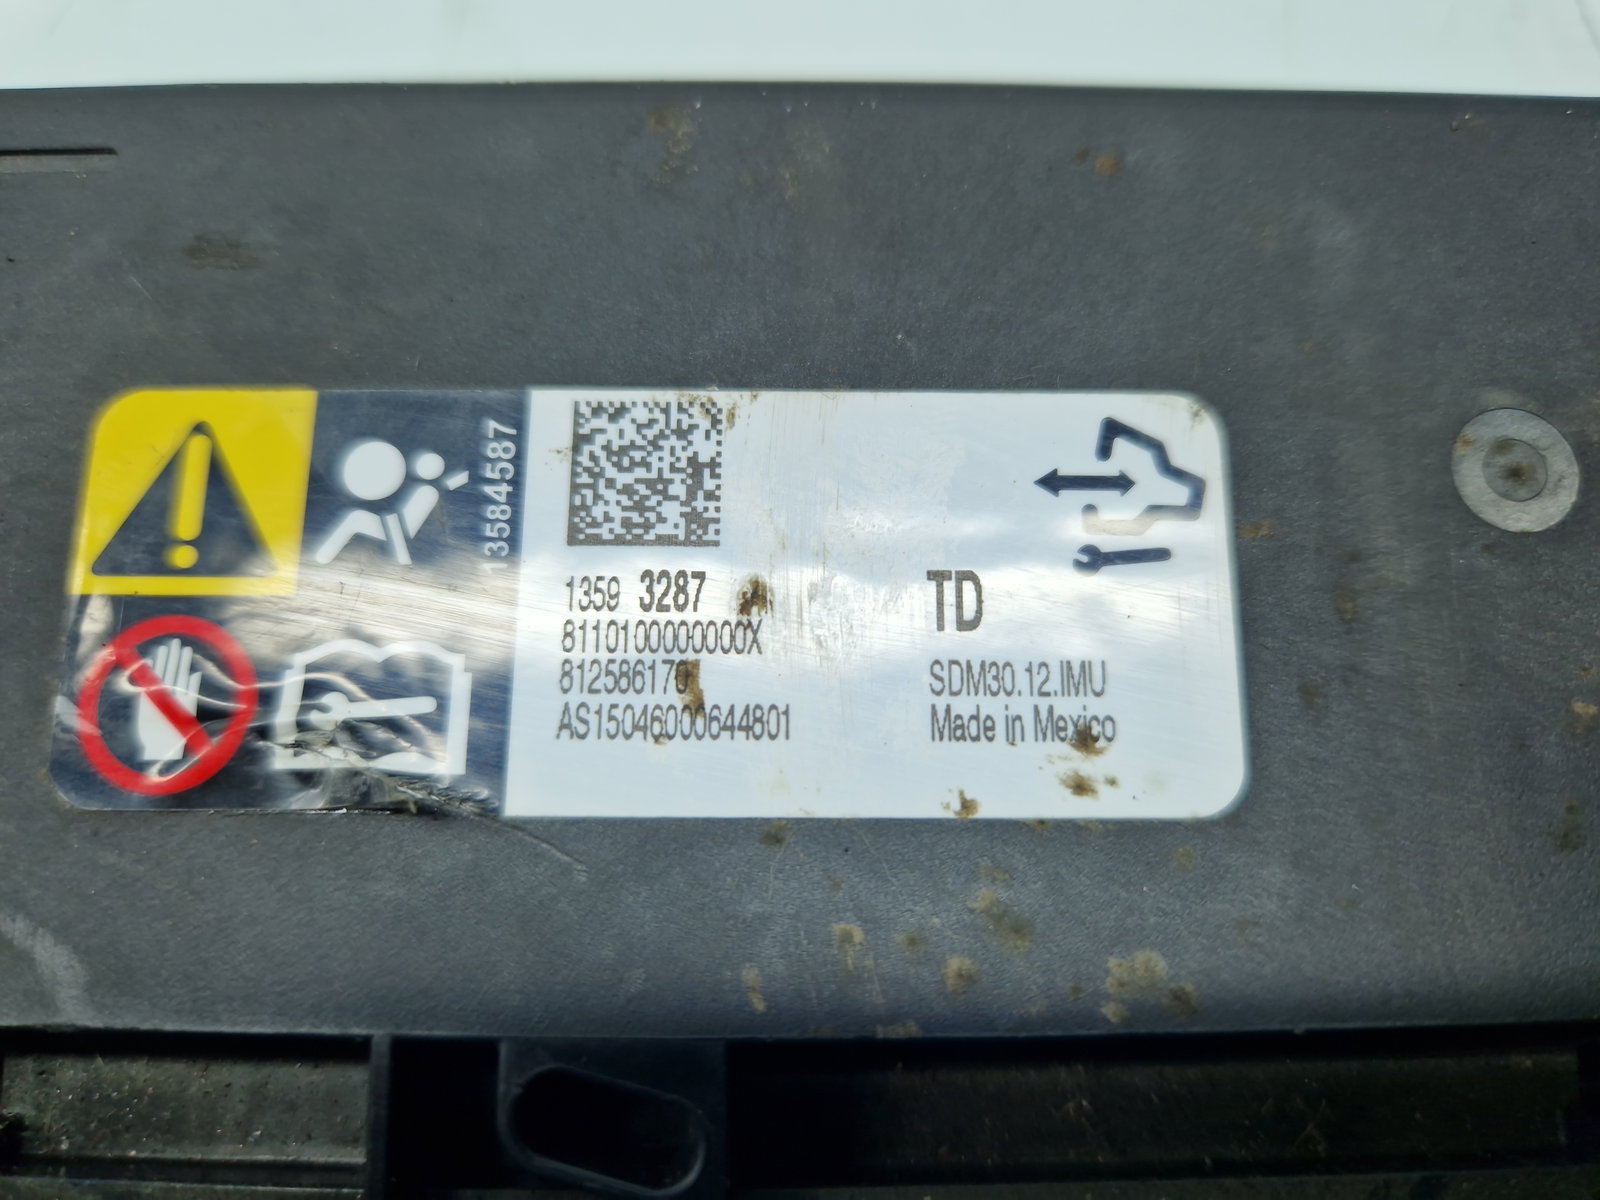 13584587
1359 3287
8110100000000X
812586170
AS15046000644801
TD
SDM30.12.IMU
Made in Mexico